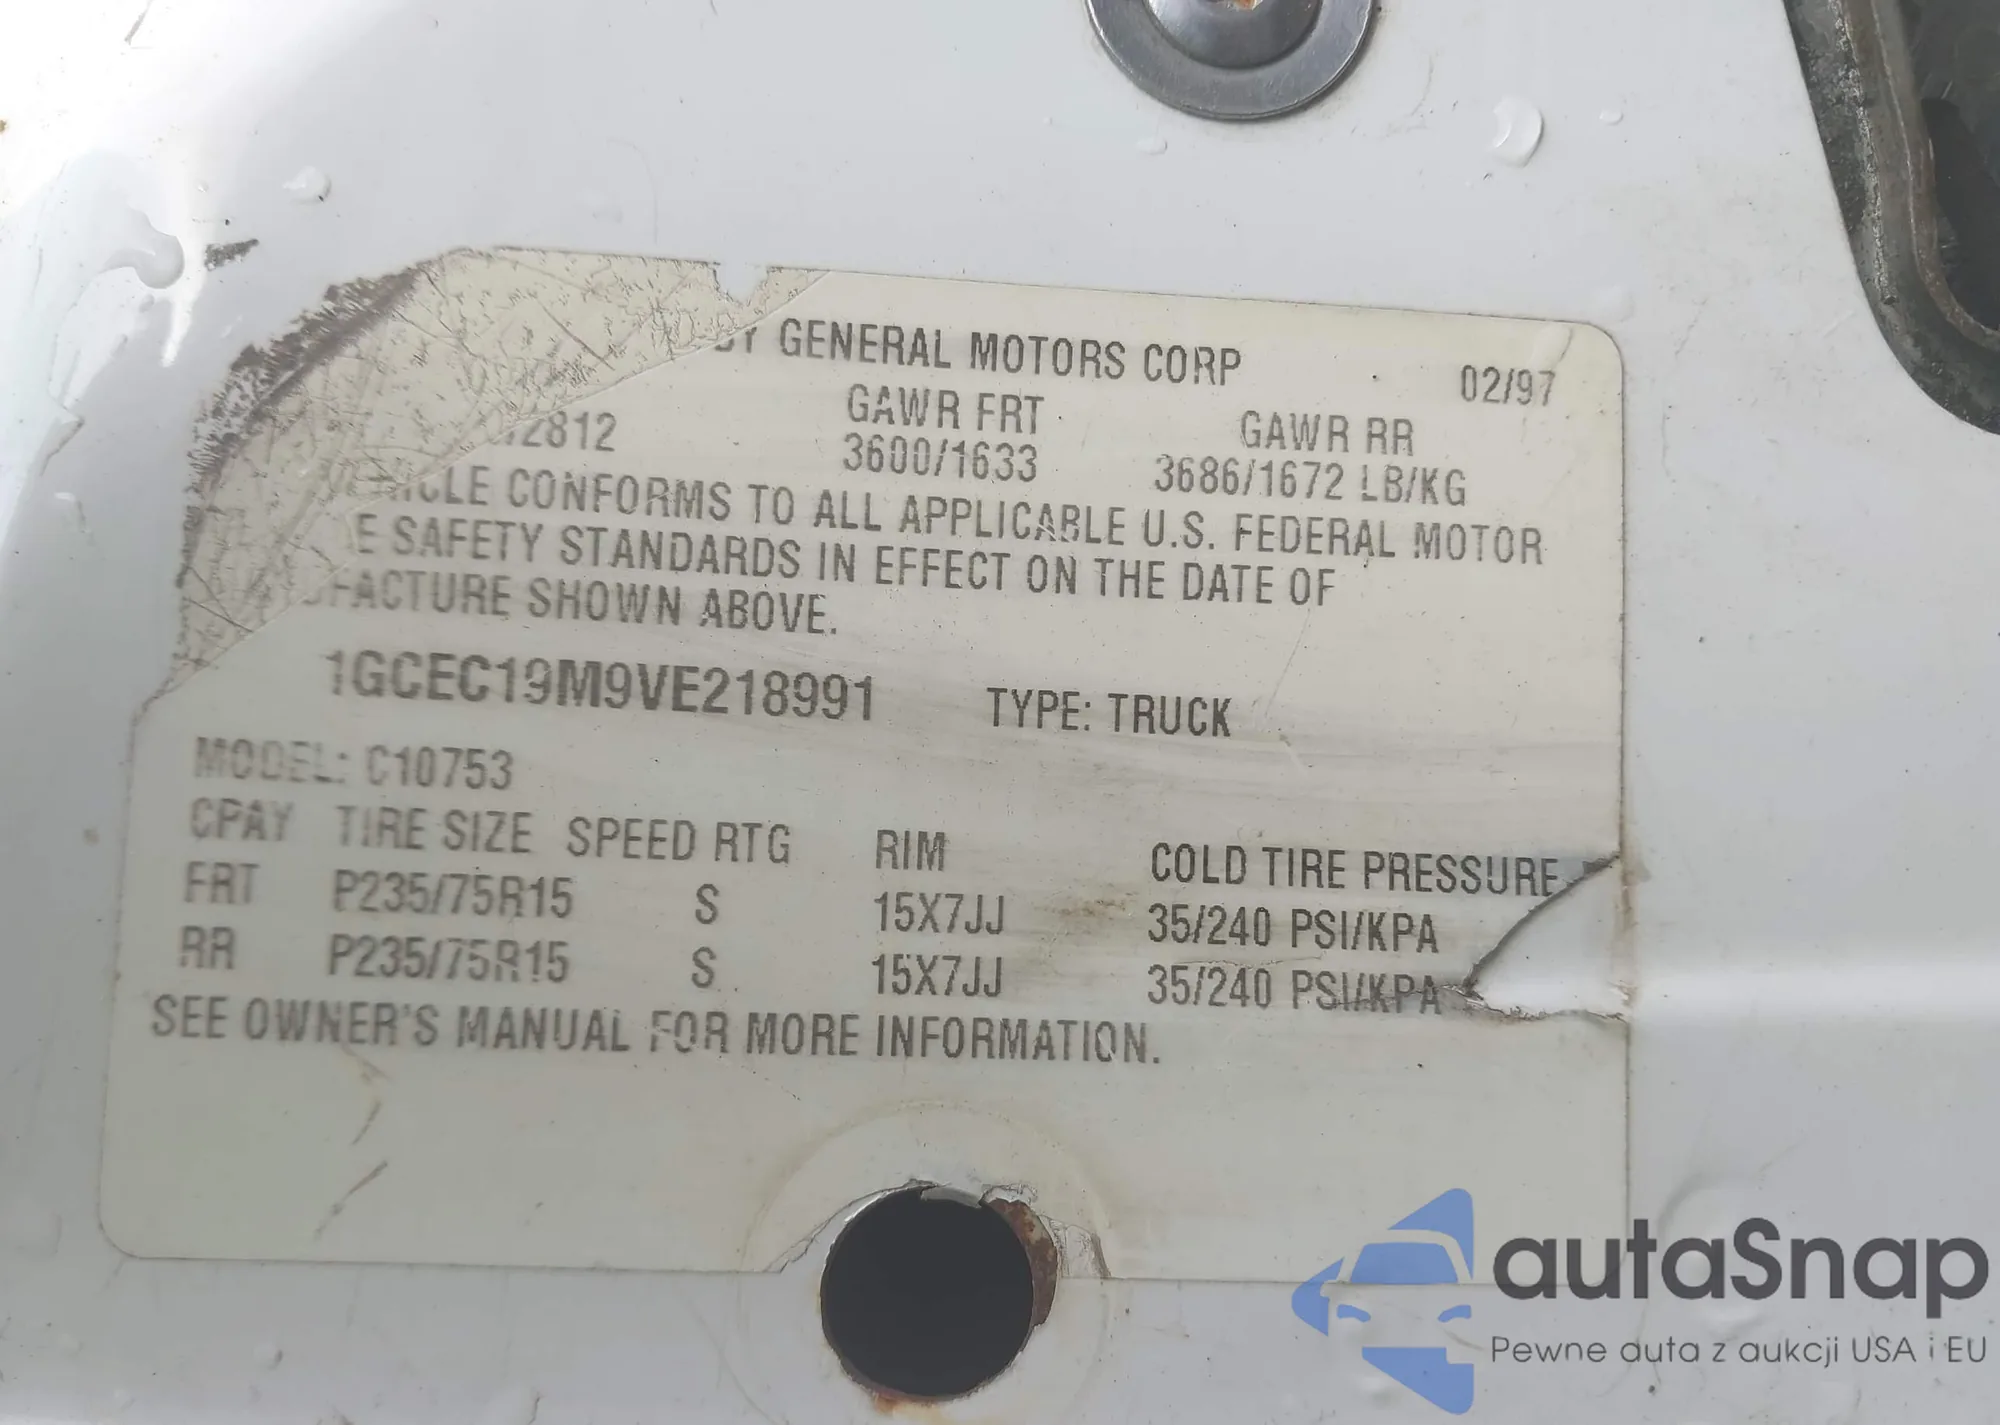 BY GENERAL MOTORS CORP 02/97
2812 GAWR FRT GAWR RR
3600/1633 3686/1672 LB/KG
CONFORMS TO ALL APPLICABLE U.S. FEDERAL MOTOR
E SAFETY STANDARDS IN EFFECT ON THE DATE OF
FACTURE SHOWN ABOVE.
1GCEC19M9VE218991 TYPE: TRUCK
MODEL: C10753
CPAY TIRE SIZE SPEED RTG RIM COLD TIRE PRESSURE
FRT P235/75R15 S 15X7JJ 35/240 PSI/KPA
RR P235/75R15 S 15X7JJ 35/240 PSI/KPA
SEE OWNER'S MANUAL FOR MORE INFORMATION.
autaSnap
Pewne auta z aukcji USA i EU